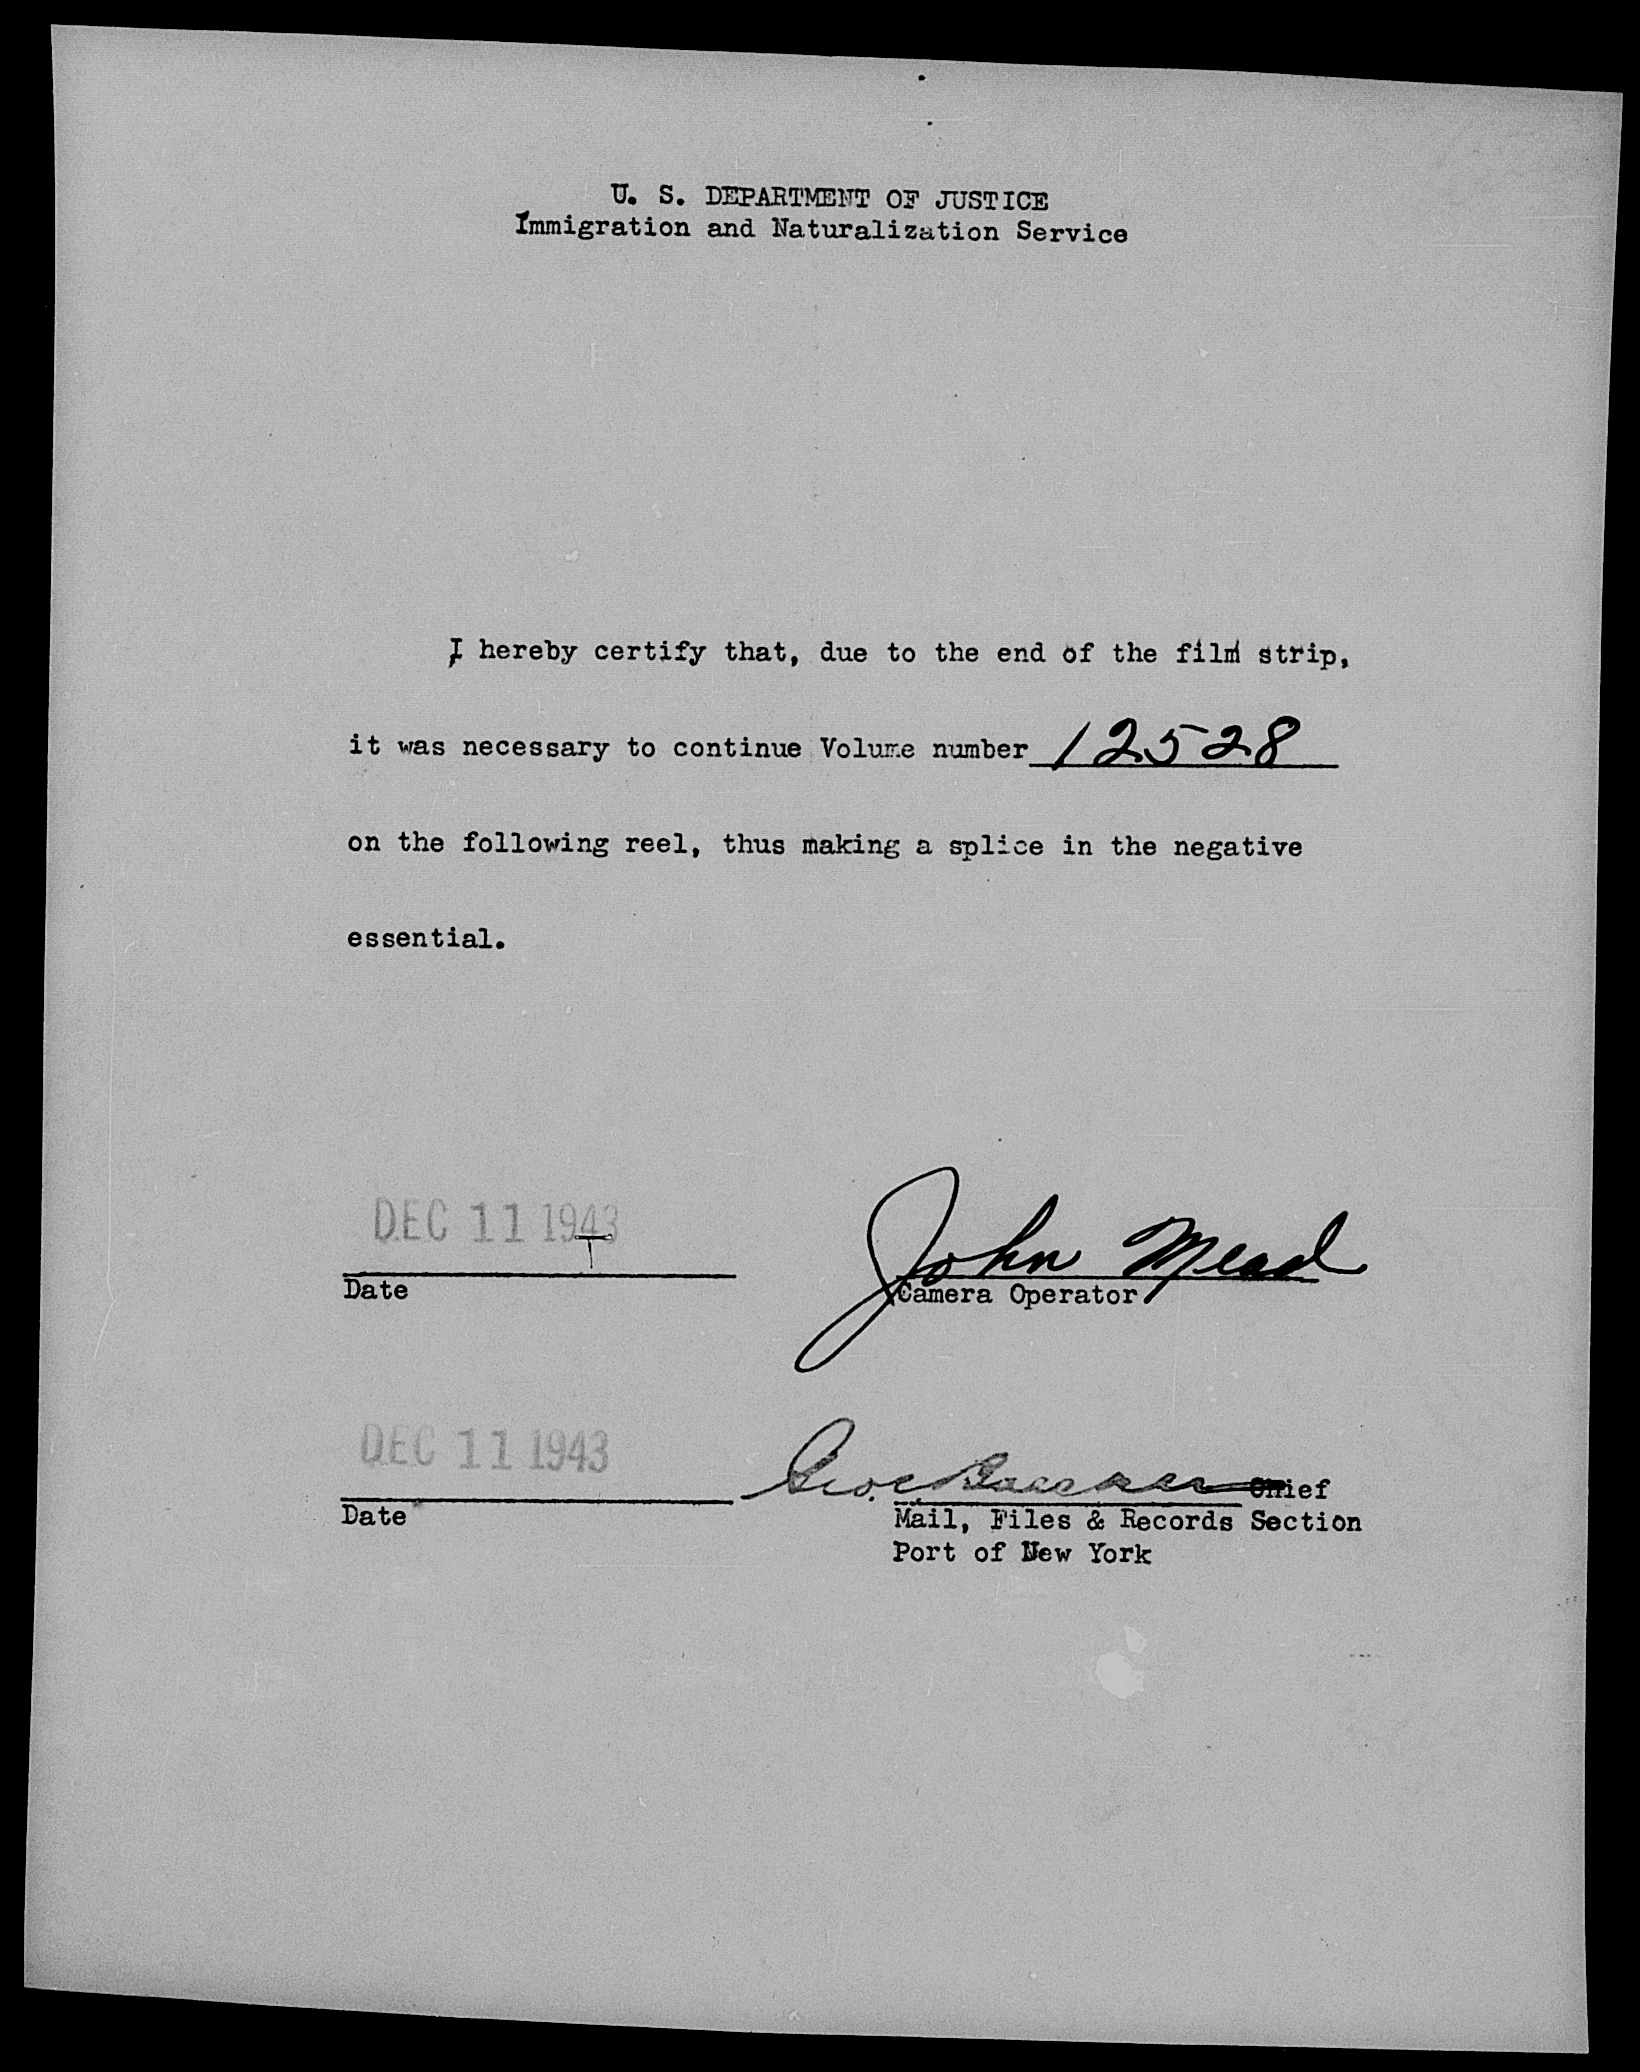 U. S. DEPARTMENT OF JUSTICE
Immigration and Naturalization Service
I hereby certify that, due to the end of the film strip,
it was necessary to continue Volume number 12528
on the following reel, thus making a splice in the negative
essential.
DEC 11 1943
John Mead
Date
Camera Operator
DEC 11 1943
Geo. Chief
Date
Mail, Files & Records Section
Port of New York